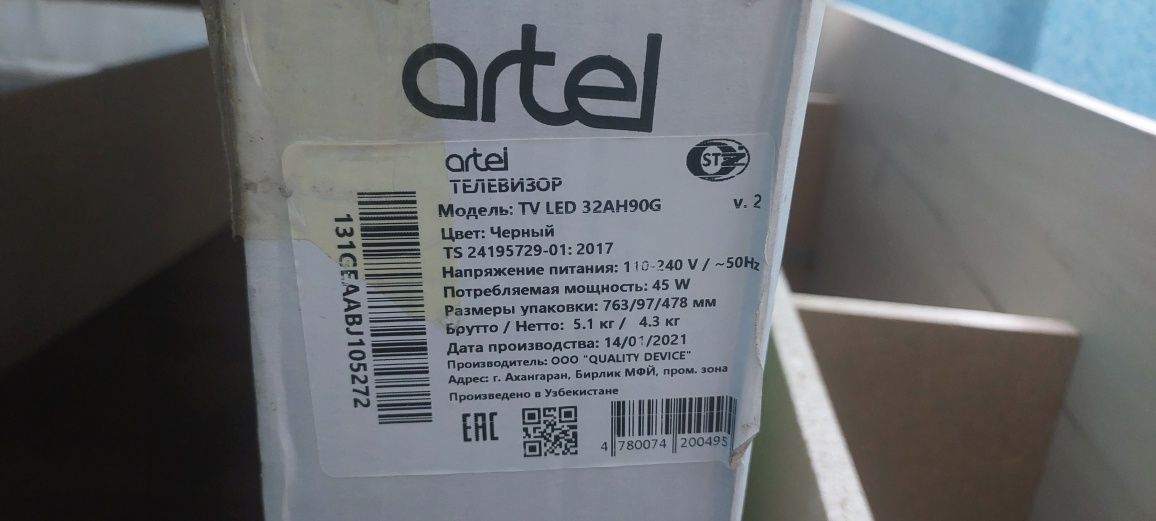 artel
artel
ТЕЛЕВИЗОР
Модель: TV LED 32AH90G v. 2
Цвет: Черный
TS 24195729-01: 2017
Напряжение питания: 110-240 V / ~50Hz
Потребляемая мощность: 45 W
Размеры упаковки: 763/97/478 мм
Брутто / Нетто: 5.1 кг / 4.3 кг
Дата производства: 14/01/2021
Производитель: ООО "QUALITY DEVICE"
Адрес: г. Ахангаран, Бирлик МФЙ, пром. зона
Произведено в Узбекистане
131GEAABJ105272
EAC
4 780074 200495